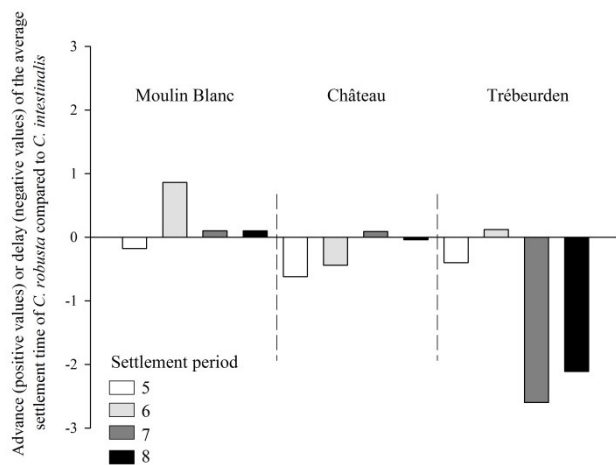 Advance (positive values) or delay (negative values) of the average
settlement time of C. robusta compared to C. intestinalis
3
2
1
0
-1
-2
-3
Moulin Blanc
Château
Trébeurden
Settlement period
5
6
7
8